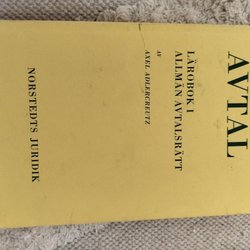 AVTAL
LÄROBOK I
ALLMÄN AVTALSRÄTT
AV
AXEL ADLERCREUTZ
NORSTEDTS JURIDIK